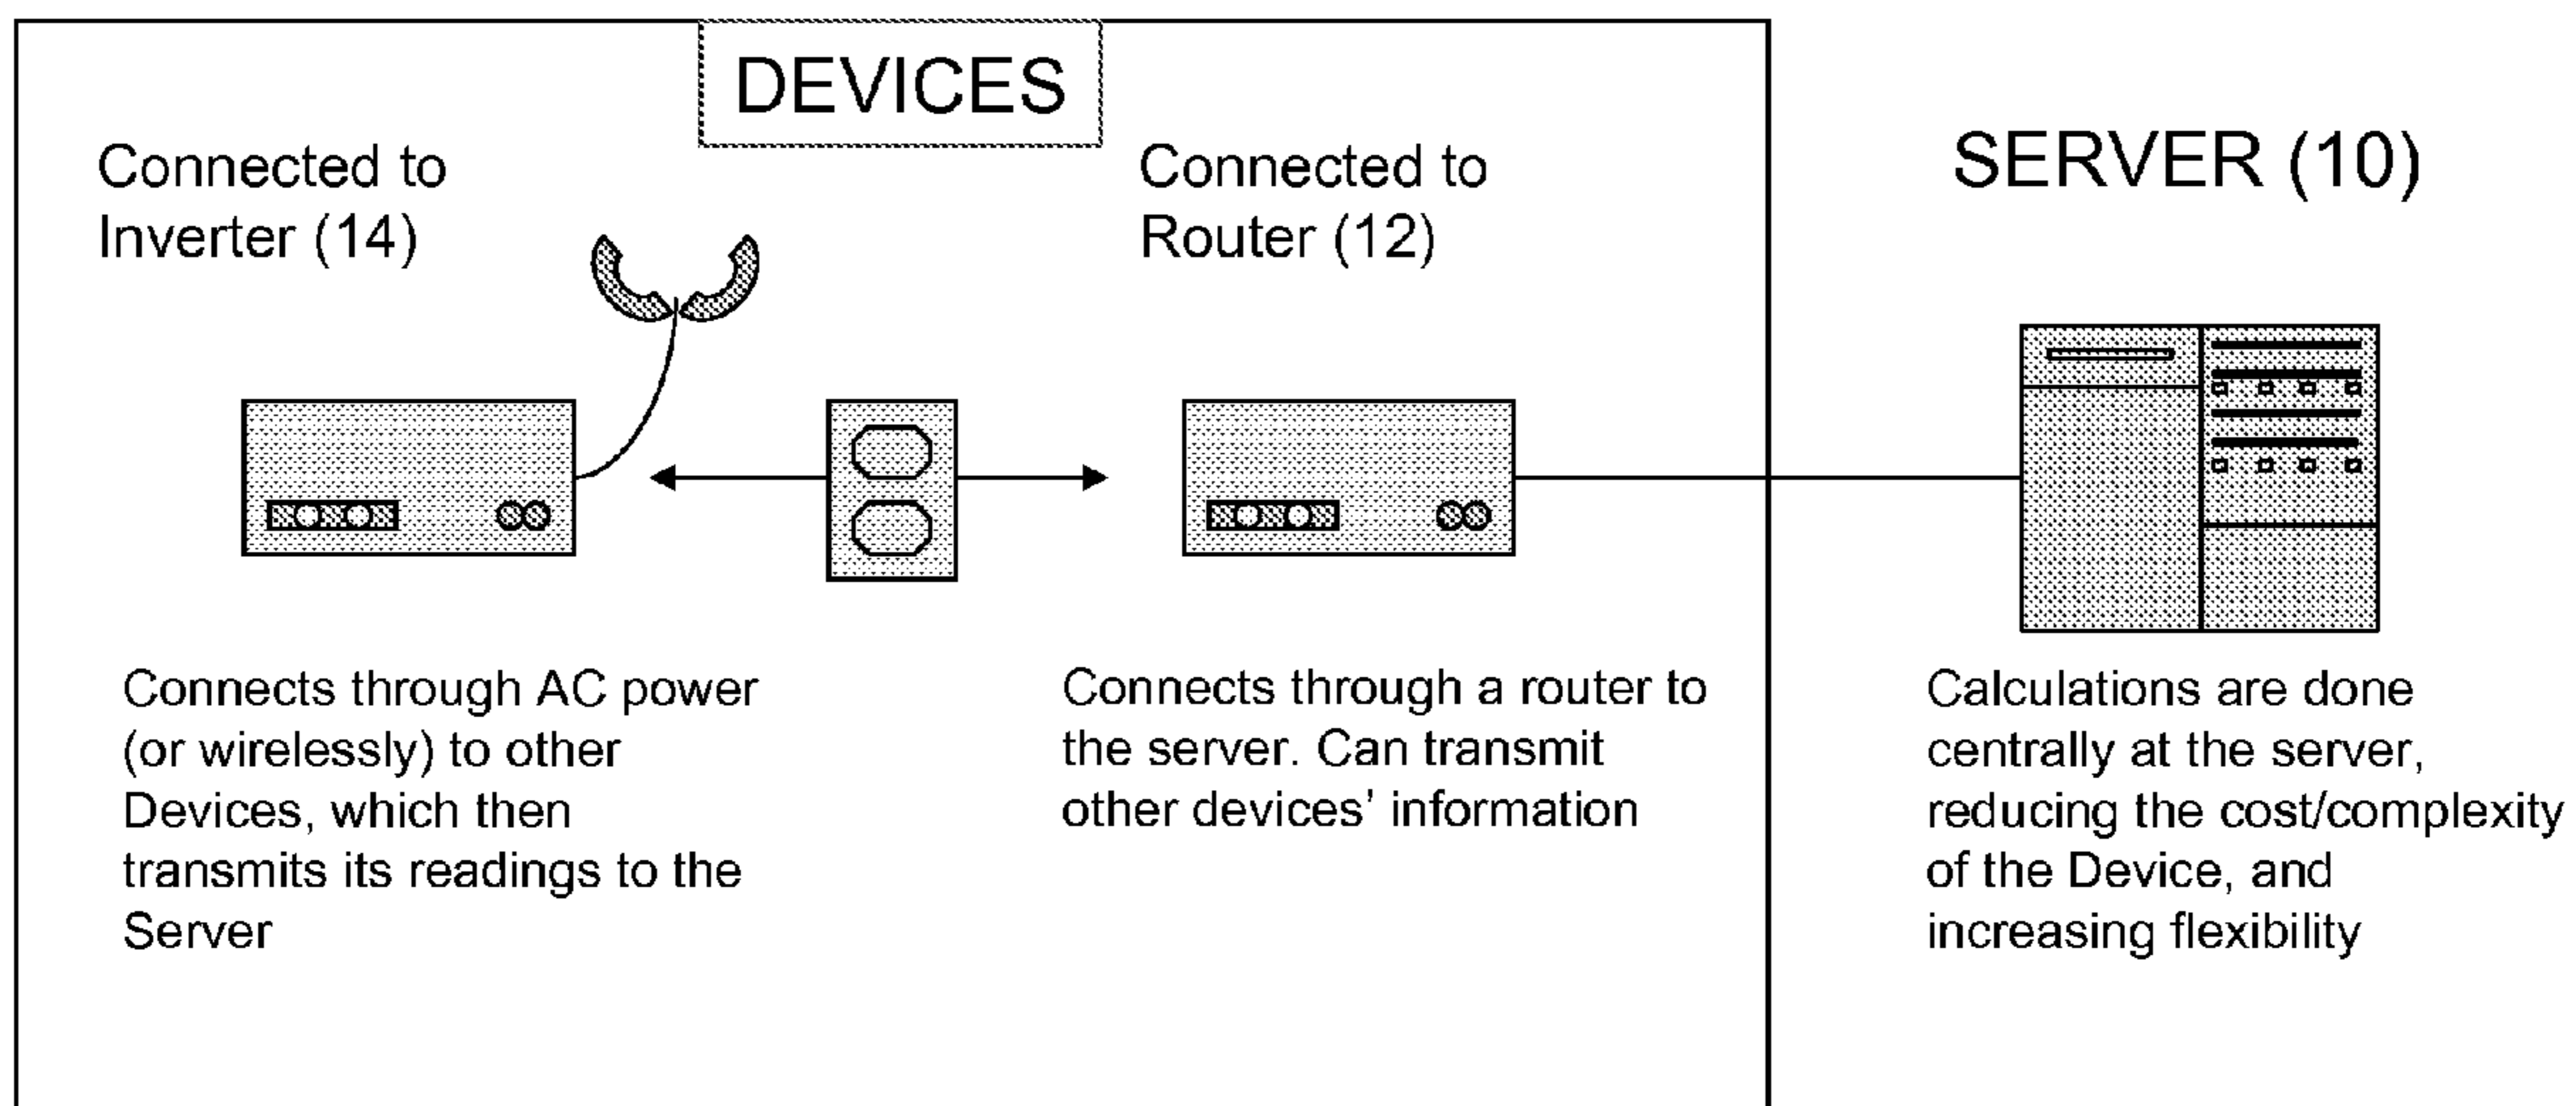 DEVICES
Connected to
Inverter (14)
Connected to
Router (12)
SERVER (10)
Connects through AC power
(or wirelessly) to other
Devices, which then
transmits its readings to the
Server
Connects through a router to
the server. Can transmit
other devices’ information
Calculations are done
centrally at the server,
reducing the cost/complexity
of the Device, and
increasing flexibility